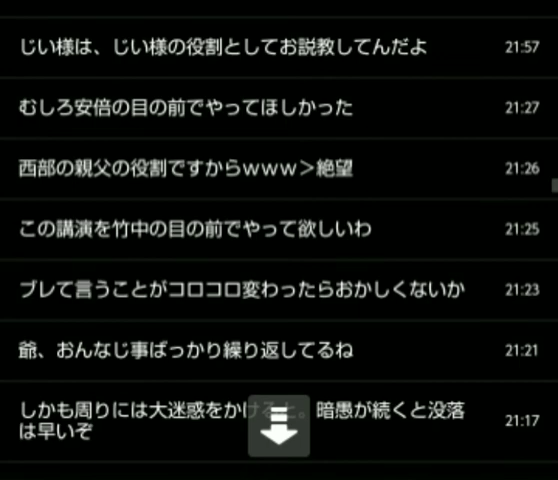 じい様は、じい様の役割としてお説教してんだよ 21:57
むしろ安倍の目の前でやってほしかった 21:27
西部の親父の役割ですからwww＞絶望 21:26
この講演を竹中の目の前でやって欲しいわ 21:25
ブレて言うことがコロコロ変わったらおかしくないか 21:23
爺、おんなじ事ばっかり繰り返してるね 21:21
しかも周りには大迷惑をかける 。暗愚が続くと没落
は早いぞ 21:17